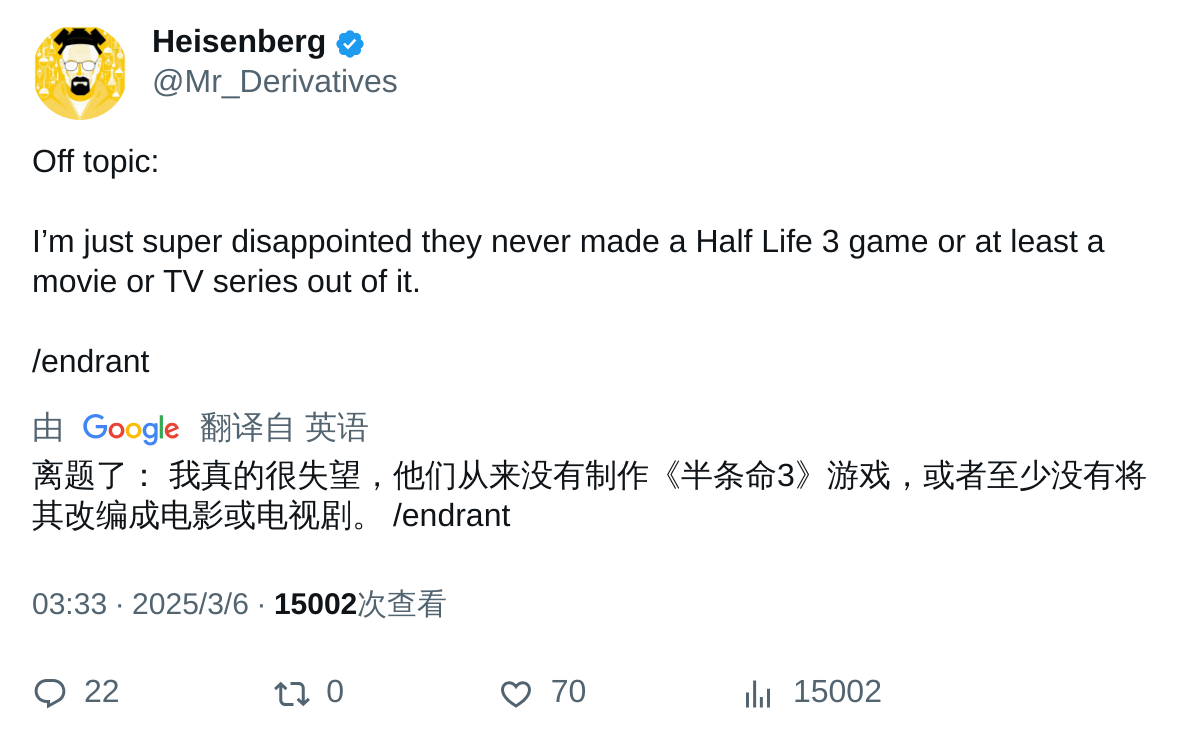 Heisenberg
@Mr_Derivatives
Off topic:
I’m just super disappointed they never made a Half Life 3 game or at least a
movie or TV series out of it.
/endrant
由 Google 翻译自 英语
离题了： 我真的很失望，他们从来没有制作《半条命3》游戏，或者至少没有将
其改编成电影或电视剧。 /endrant
03:33 · 2025/3/6 · 15002次查看
22 0 70 15002